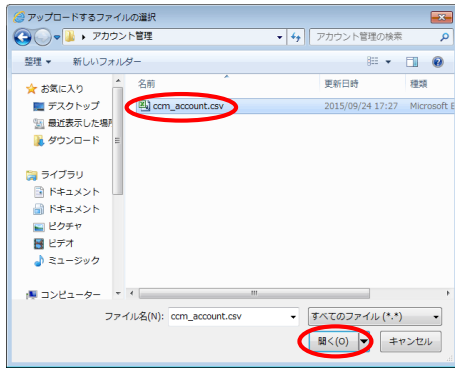 アップロードするファイルの選択
アカウント管理
アカウント管理の検索
整理 新しいフォルダー
名前 更新日時 種類
お気に入り
ccm_account.csv 2015/09/24 17:27 Microsoft E
デスクトップ
最近表示した場所
ダウンロード
ライブラリ
ドキュメント
ドキュメント
ピクチャ
ビデオ
ミュージック
コンピューター
ファイル名(N): ccm_account.csv すべてのファイル (*.*)
開く(O) キャンセル